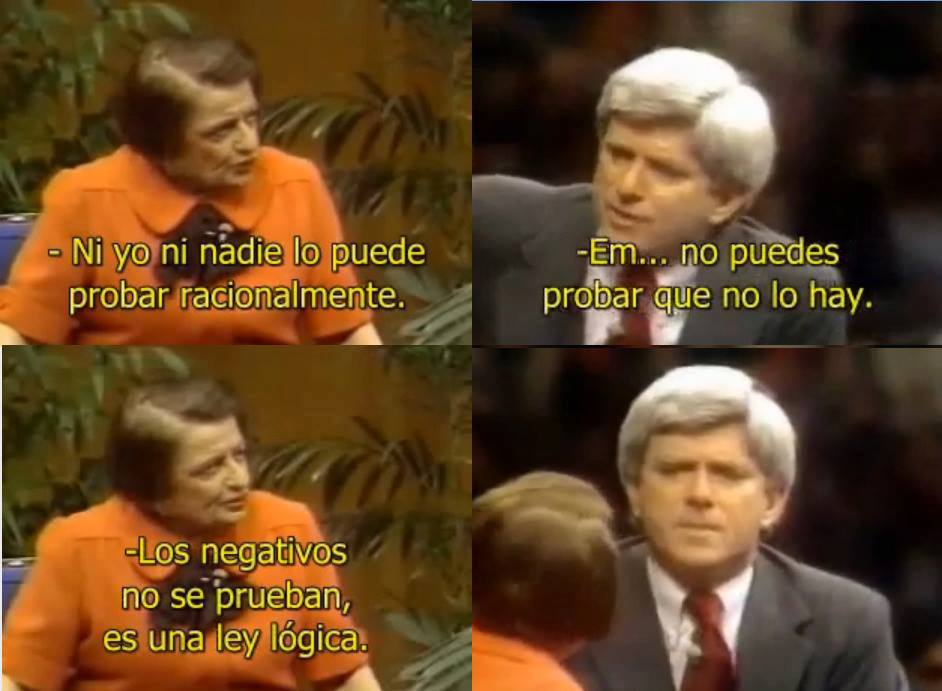 - Ni yo ni nadie lo puede
probar racionalmente.
-Em... no puedes
probar que no lo hay.
-Los negativos
no se prueban,
es una ley lógica.